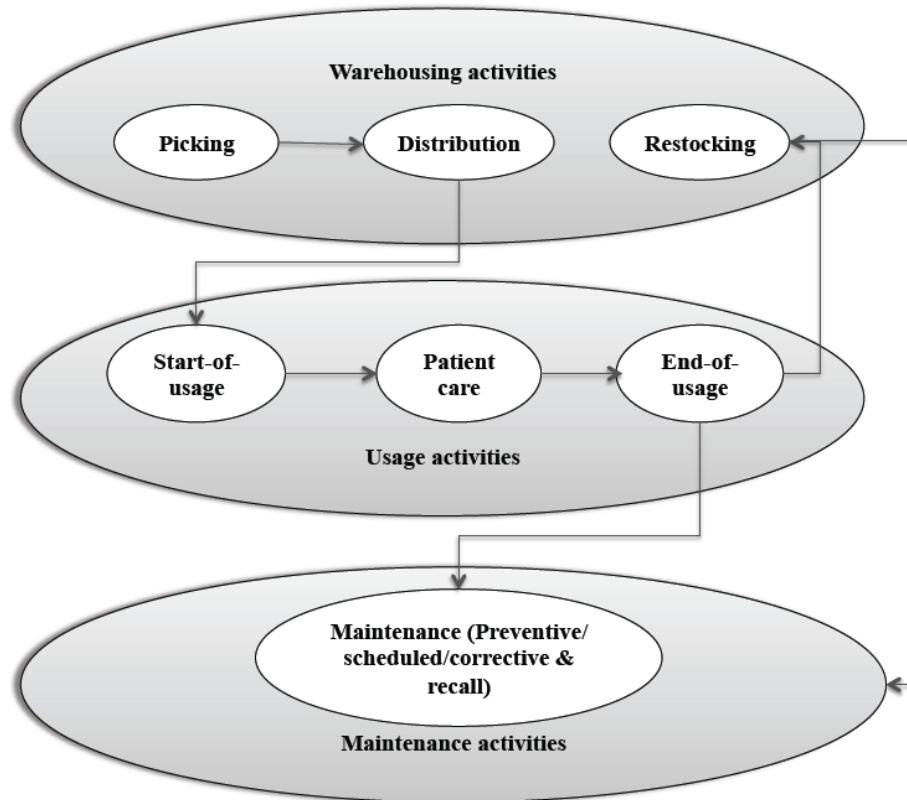 Warehousing activities
Picking
Distribution
Restocking
Start-of-
usage
Patient
care
End-of-
usage
Usage activities
Maintenance (Preventive/
scheduled/corrective &
recall)
Maintenance activities